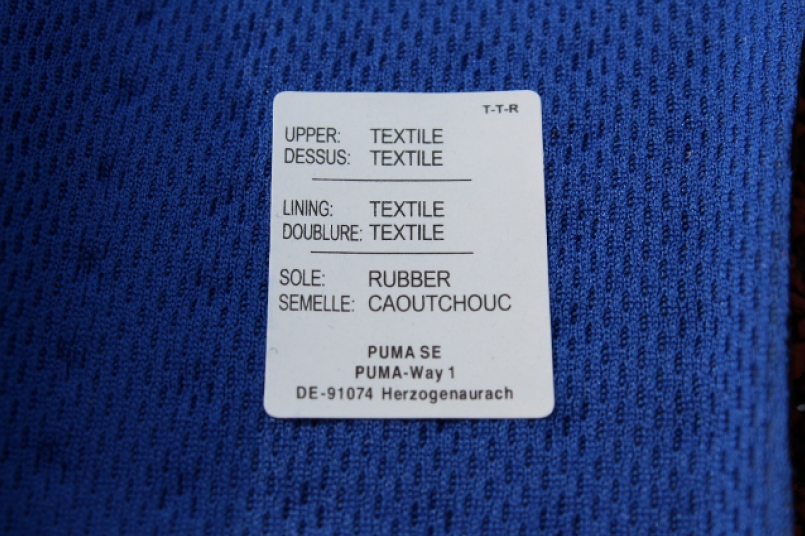 T-T-R
UPPER: TEXTILE
DESSUS: TEXTILE
LINING: TEXTILE
DOUBLURE: TEXTILE
SOLE: RUBBER
SEMELLE: CAOUTCHOUC
PUMA SE
PUMA-Way 1
DE-91074 Herzogenaurach